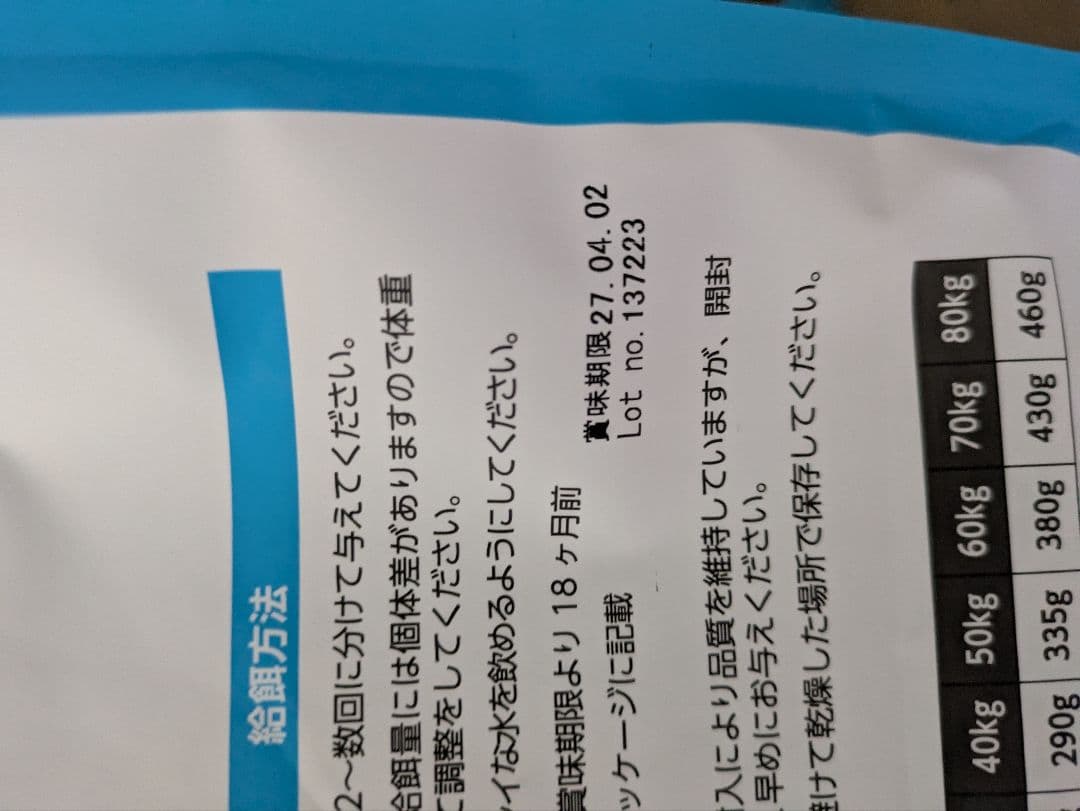 給餌方法
2～数回に分けて与えてください。
給餌量には個体差がありますので体重
調整をしてください。
イな水を飲めるようにしてください。
賞味期限より 18 ヶ月前
ッケージに記載
賞味期限27.04.02
Lot no.137223
入により品質を維持していますが、開封
早めにお与えください。
けて乾燥した場所で保存してください。
40kg 50kg 60kg 70kg 80kg
290g 335g 380g 430g 460g